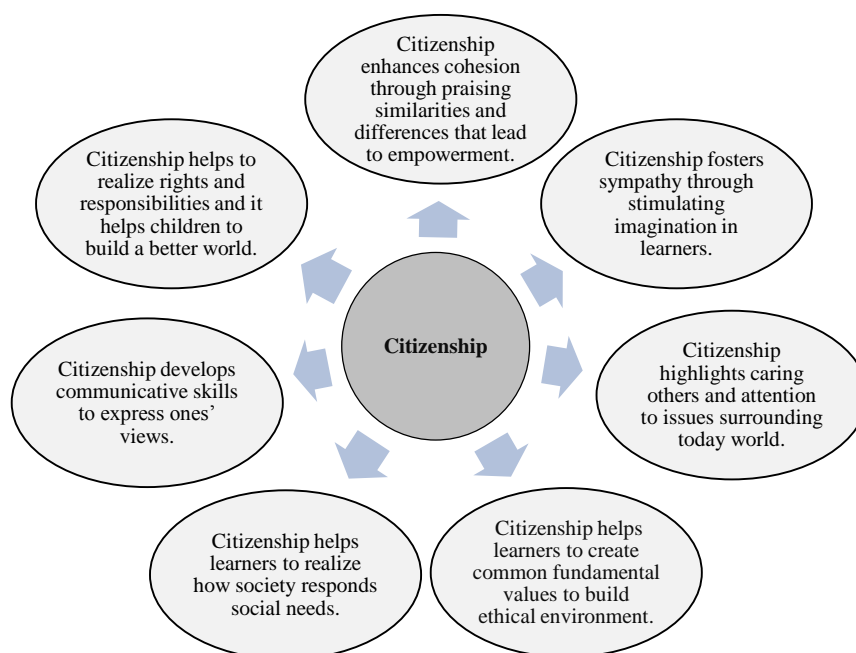 Citizenship
enhances cohesion
through praising
similarities and
differences that lead
to empowerment.
Citizenship fosters
sympathy through
stimulating
imagination in
learners.
Citizenship
highlights caring
others and attention
to issues surrounding
today world.
Citizenship helps
learners to create
common fundamental
values to build
ethical environment.
Citizenship helps
learners to realize
how society responds
social needs.
Citizenship develops
communicative skills
to express ones’
views.
Citizenship helps to
realize rights and
responsibilities and it
helps children to
build a better world.
Citizenship